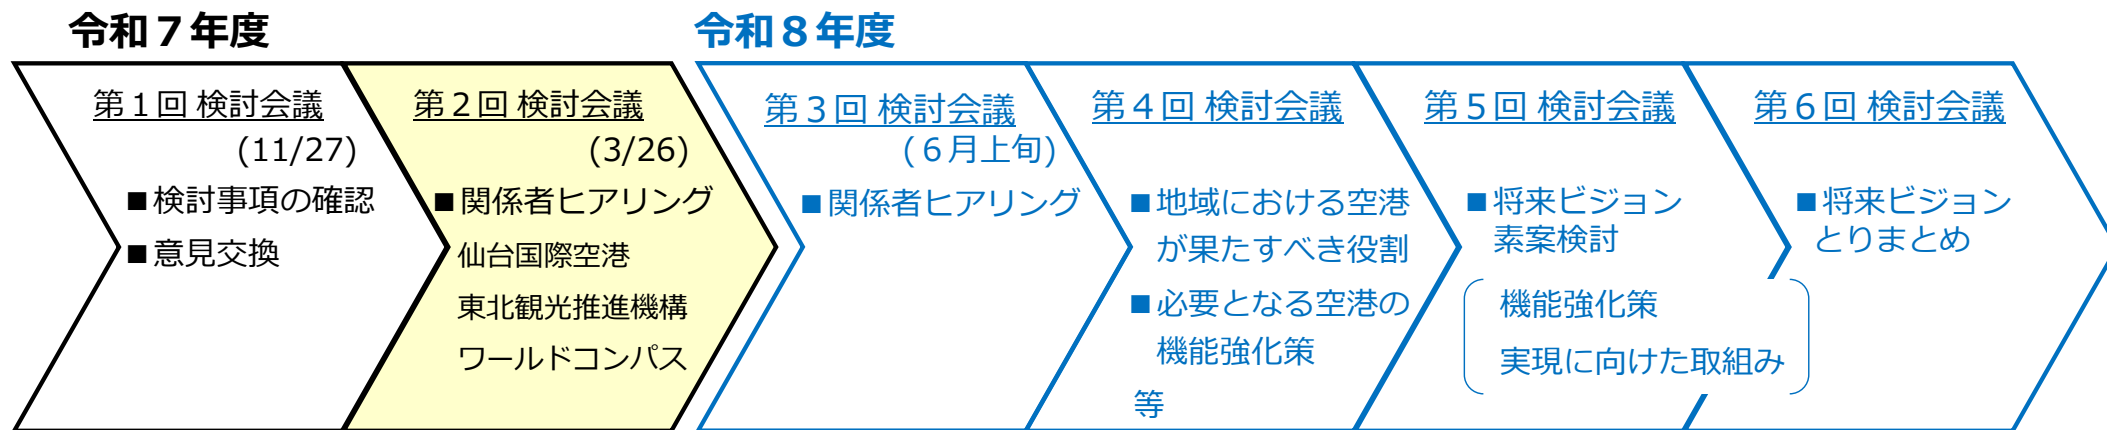 令和７年度
第１回 検討会議
(11/27)
■検討事項の確認
■意見交換
第２回 検討会議
(3/26)
■関係者ヒアリング
仙台国際空港
東北観光推進機構
ワールドコンパス
令和８年度
第３回 検討会議
(６月上旬)
■関係者ヒアリング
第４回 検討会議
■地域における空港
が果たすべき役割
■必要となる空港の
機能強化策
等
第５回 検討会議
■将来ビジョン
素案検討
機能強化策
実現に向けた取組み
第６回 検討会議
■将来ビジョン
とりまとめ